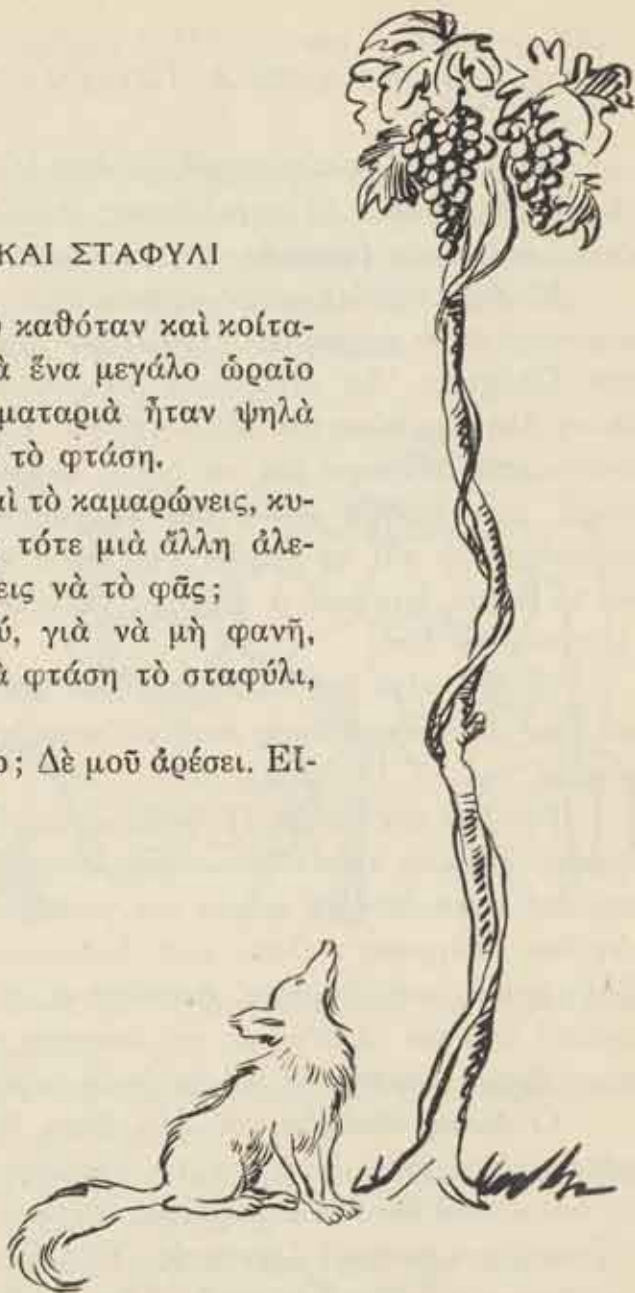 ΚΑΙ ΣΤΑΦΥΛΙ
καθόταν καὶ κοίτα-
ἕνα μεγάλο ὡραῖο
ματαριὰ ἦταν ψηλὰ
τὸ φτάση.
αὶ τὸ καμαρώνεις, κυ-
τότε μιὰ ἄλλη ἀλε-
εις νὰ τὸ φᾶς;
ύ, γιὰ νὰ μὴ φανῆ,
ὰ φτάση τὸ σταφύλι,
ο; Δὲ μοῦ ἀρέσει. Εἶ-